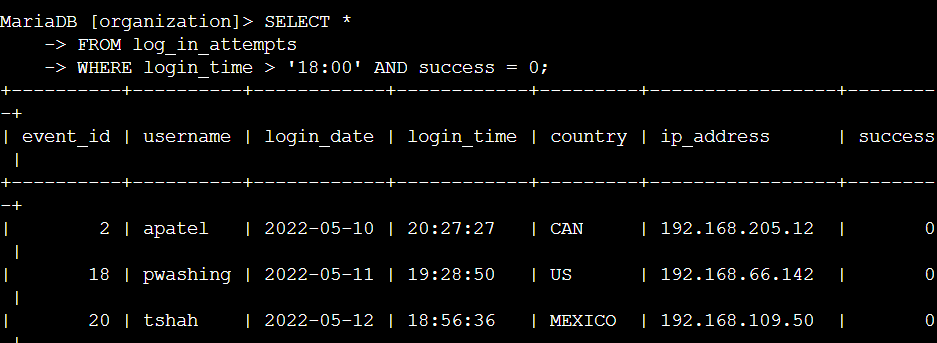 MariaDB [organization]> SELECT *
    -> FROM log_in_attempts
    -> WHERE login_time > '18:00' AND success = 0;
+----------+----------+------------+------------+---------+----------------+--------
-+
| event_id | username | login_date | login_time | country | ip_address      | success
 |
+----------+----------+------------+------------+---------+----------------+--------
-+
|        2 | apatel   | 2022-05-10 | 20:27:27   | CAN     | 192.168.205.12  |       0
 |
|       18 | pwashing | 2022-05-11 | 19:28:50   | US      | 192.168.66.142  |       0
 |
|       20 | tshah    | 2022-05-12 | 18:56:36   | MEXICO  | 192.168.109.50  |       0
 |